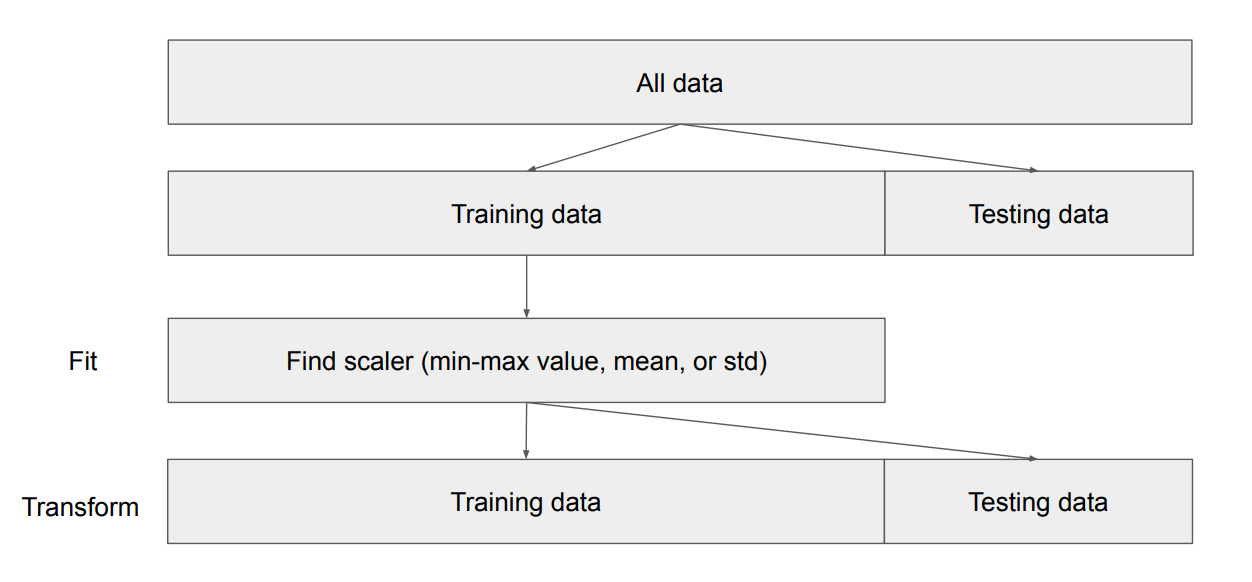 All data
Training data
Testing data
Fit
Find scaler (min-max value, mean, or std)
Transform
Training data
Testing data